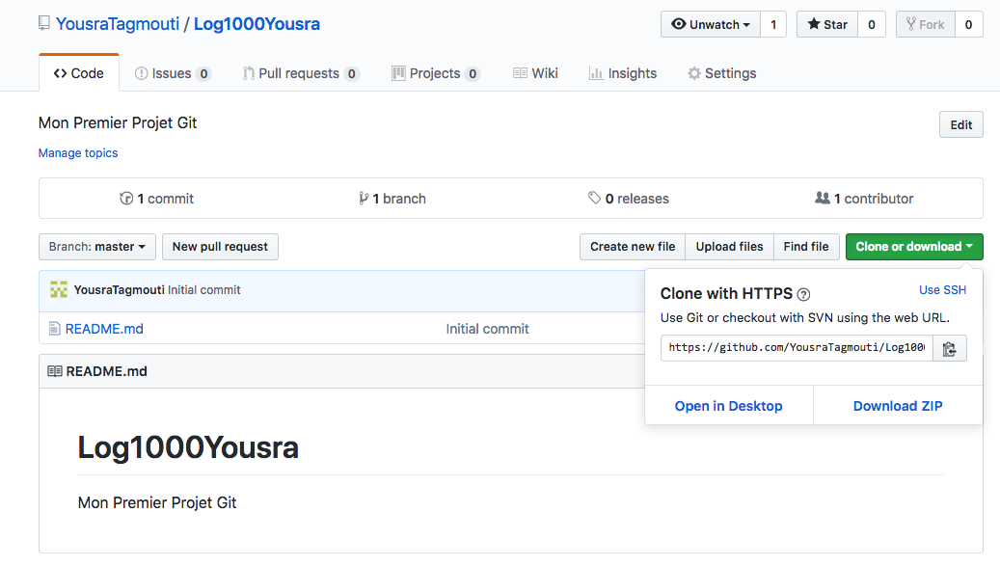 YousraTagmouti / Log1000Yousra
Unwatch 1 Star 0 Fork 0
Code Issues 0 Pull requests 0 Projects 0 Wiki Insights Settings
Mon Premier Projet Git
Edit
Manage topics
1 commit 1 branch 0 releases 1 contributor
Branch: master New pull request Create new file Upload files Find file Clone or download
YousraTagmouti Initial commit
README.md Initial commit
Clone with HTTPS ? Use SSH
Use Git or checkout with SVN using the web URL.
https://github.com/YousraTagmouti/Log100
Open in Desktop Download ZIP
README.md
Log1000Yousra
Mon Premier Projet Git